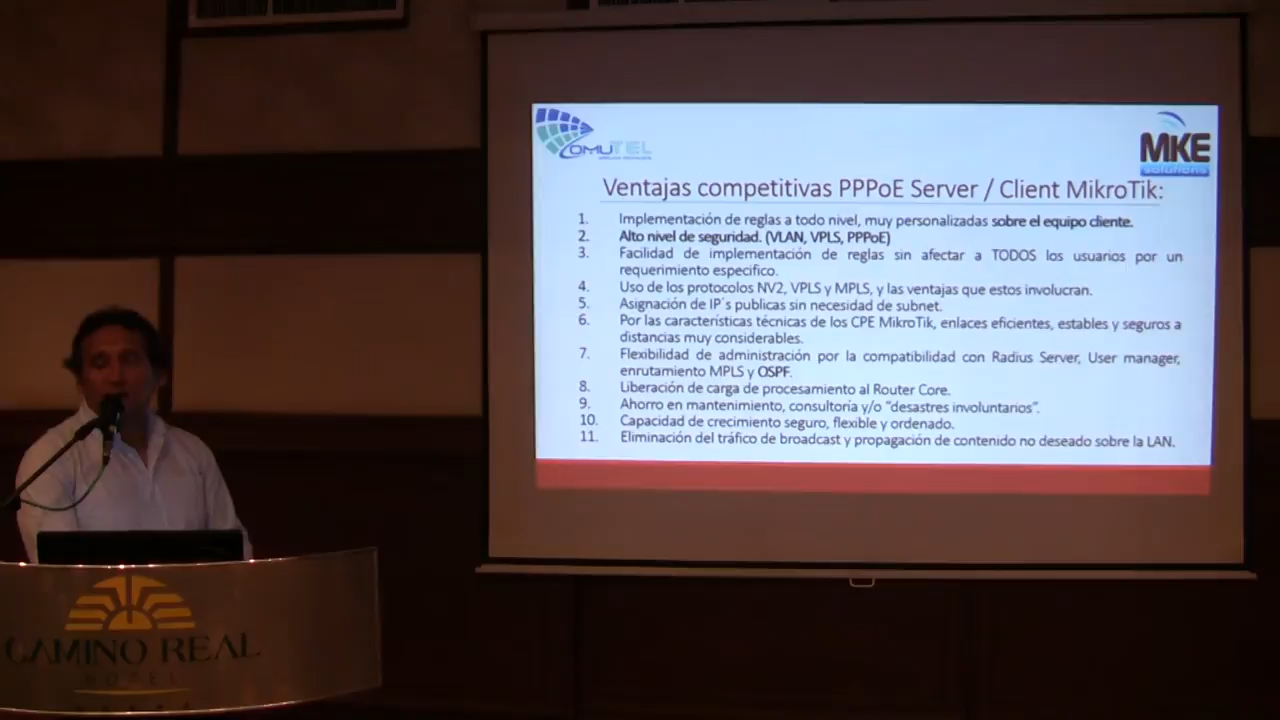 OMUTEL
MKE
solutions
Ventajas competitivas PPPoE Server / Client MikroTik:
1. Implementación de reglas a todo nivel, muy personalizadas sobre el equipo cliente.
2. Alto nivel de seguridad. (VLAN, VPLS, PPPoE)
3. Facilidad de implementación de reglas sin afectar a TODOS los usuarios por un
requerimiento especifico.
4. Uso de los protocolos NV2, VPLS y MPLS, y las ventajas que estos involucran.
5. Asignación de IP´s publicas sin necesidad de subnet.
6. Por las características técnicas de los CPE MikroTik, enlaces eficientes, estables y seguros a
distancias muy considerables.
7. Flexibilidad de administración por la compatibilidad con Radius Server, User manager,
enrutamiento MPLS y OSPF.
8. Liberación de carga de procesamiento al Router Core.
9. Ahorro en mantenimiento, consultoría y/o “desastres involuntarios”.
10. Capacidad de crecimiento seguro, flexible y ordenado.
11. Eliminación del tráfico de broadcast y propagación de contenido no deseado sobre la LAN.
CAMINO REAL
HOTEL